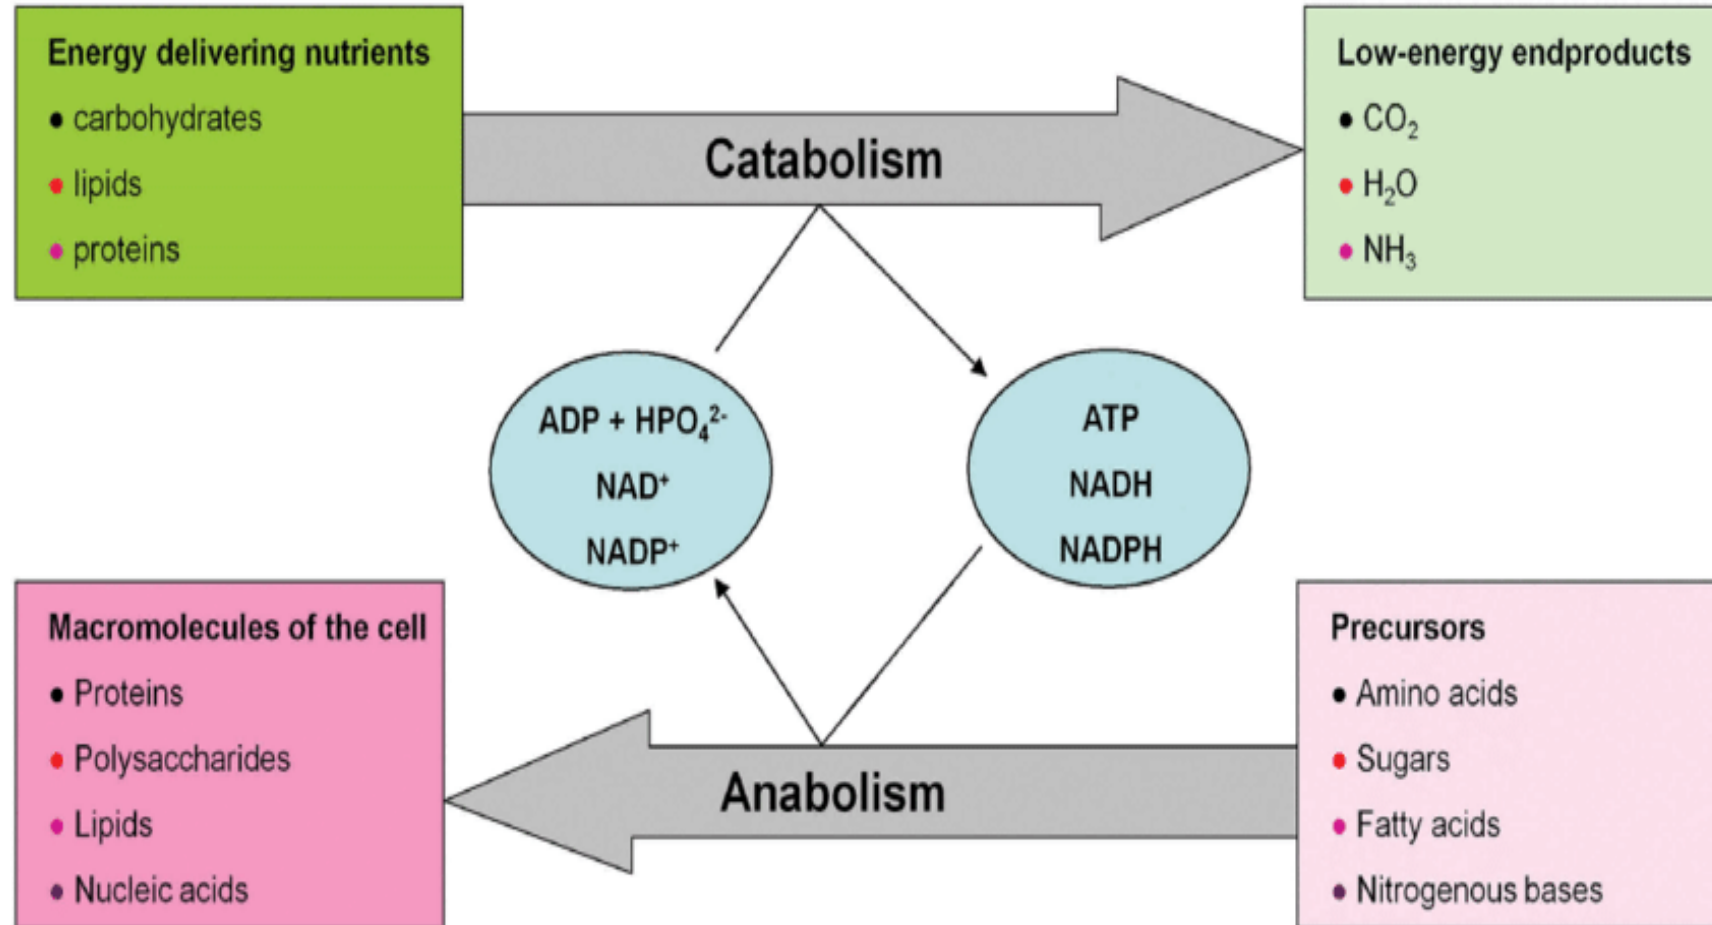 Energy delivering nutrients
• carbohydrates
• lipids
• proteins
Catabolism
Low-energy endproducts
• CO₂
• H₂O
• NH₃
ADP + HPO₄²⁻
NAD⁺
NADP⁺
ATP
NADH
NADPH
Macromolecules of the cell
• Proteins
• Polysaccharides
• Lipids
• Nucleic acids
Anabolism
Precursors
• Amino acids
• Sugars
• Fatty acids
• Nitrogenous bases